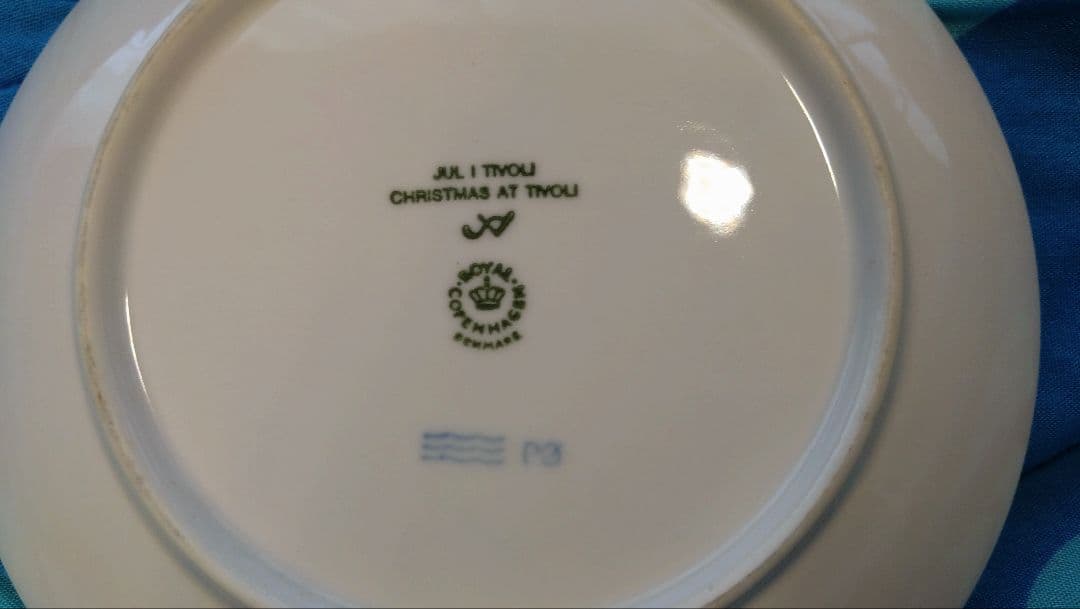 JUL I TIVOLI
CHRISTMAS AT TIVOLI
ROYAL
COPENHAGEN
DENMARK